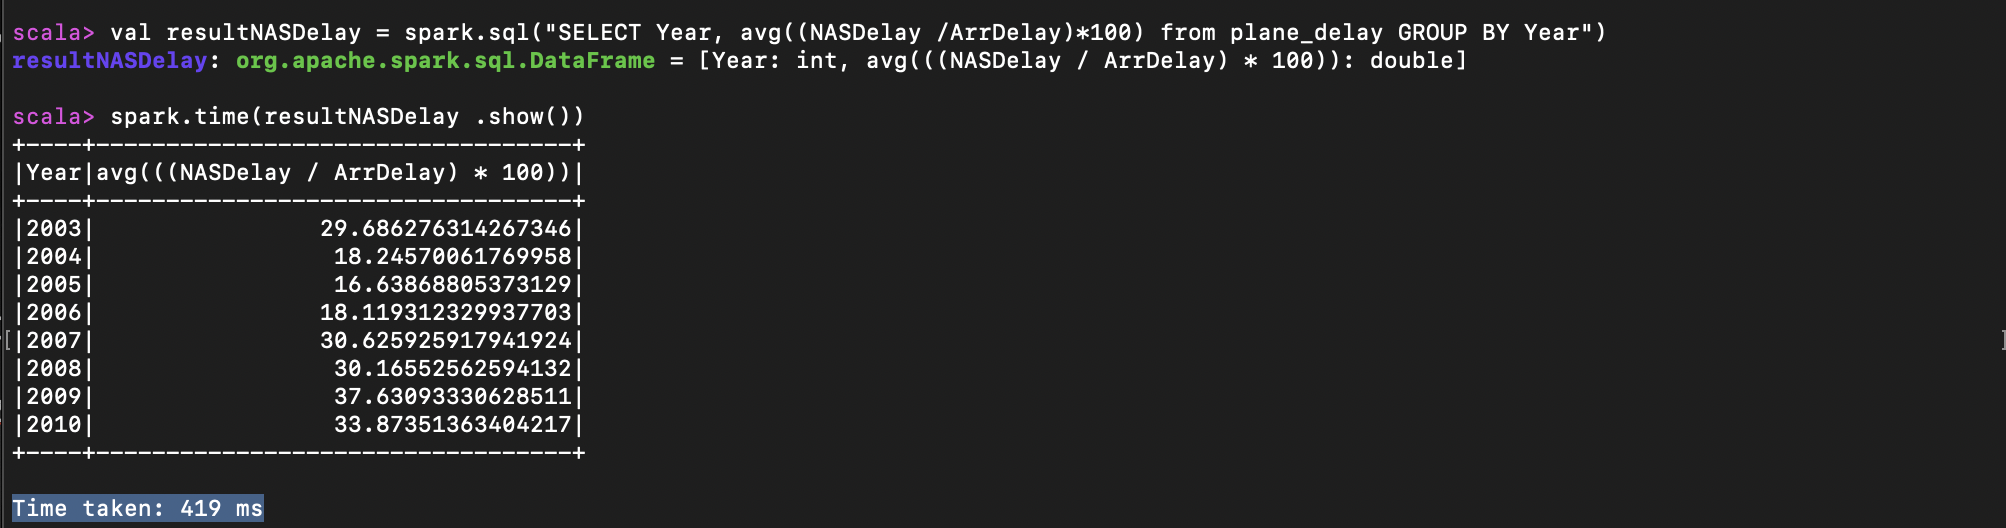 scala> val resultNASDelay = spark.sql("SELECT Year, avg((NASDelay /ArrDelay)*100) from plane_delay GROUP BY Year")
resultNASDelay: org.apache.spark.sql.DataFrame = [Year: int, avg(((NASDelay / ArrDelay) * 100)): double]
scala> spark.time(resultNASDelay .show())
+----+----------------------------------+
|Year|avg(((NASDelay / ArrDelay) * 100))|
+----+----------------------------------+
|2003|                29.686276314267346|
|2004|                 18.24570061769958|
|2005|                 16.63868805373129|
|2006|                18.119312329937703|
|2007|                30.625925917941924|
|2008|                 30.16552562594132|
|2009|                 37.63093330628511|
|2010|                 33.87351363404217|
+----+----------------------------------+
Time taken: 419 ms